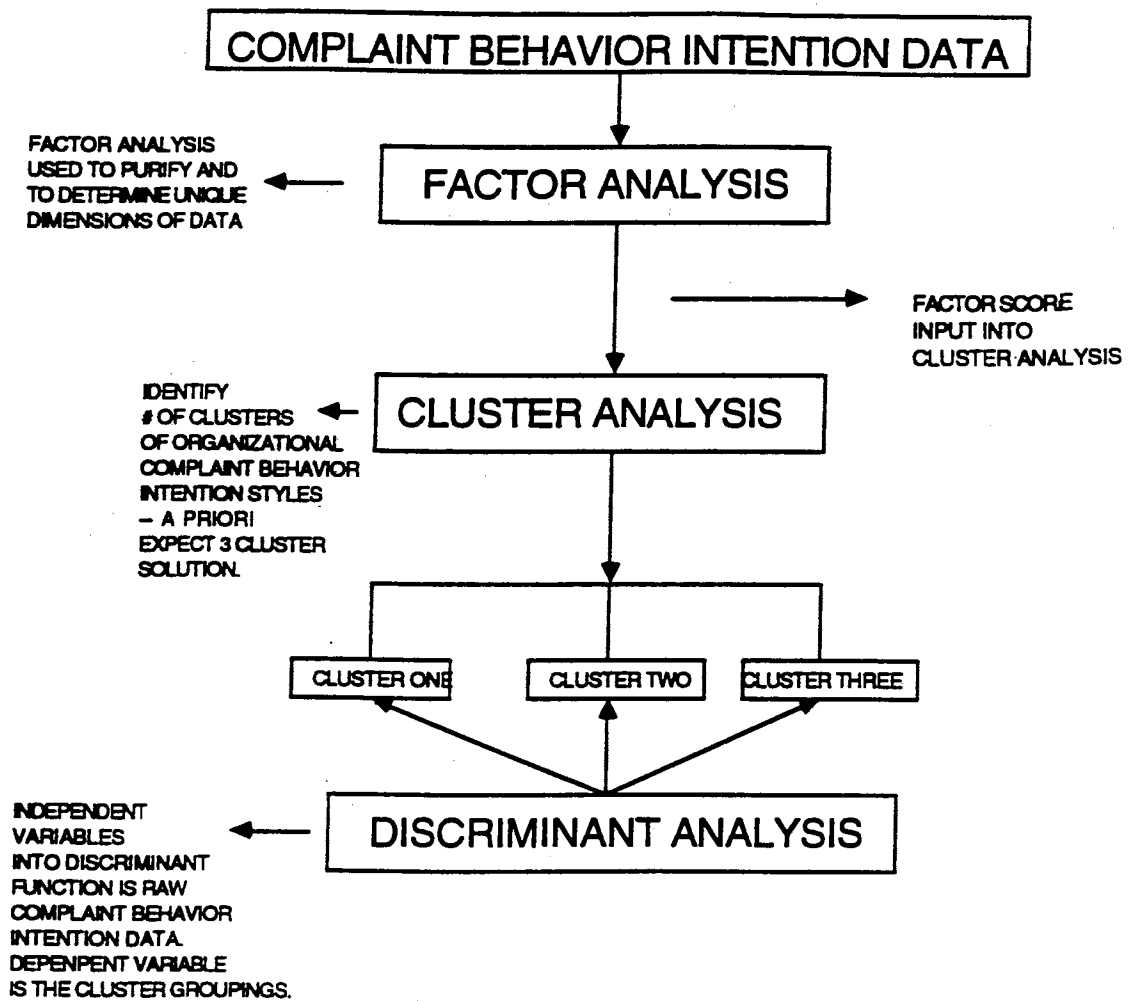 COMPLAINT BEHAVIOR INTENTION DATA
FACTOR ANALYSIS
USED TO PURIFY AND
TO DETERMINE UNIQUE
DIMENSIONS OF DATA
FACTOR ANALYSIS
FACTOR SCORE
INPUT INTO
CLUSTER ANALYSIS
IDENTIFY
# OF CLUSTERS
OF ORGANIZATIONAL
COMPLAINT BEHAVIOR
INTENTION STYLES
– A PRIORI
EXPECT 3 CLUSTER
SOLUTION.
CLUSTER ANALYSIS
CLUSTER ONE
CLUSTER TWO
CLUSTER THREE
INDEPENDENT
VARIABLES
INTO DISCRIMINANT
FUNCTION IS RAW
COMPLAINT BEHAVIOR
INTENTION DATA.
DEPENPENT VARIABLE
IS THE CLUSTER GROUPINGS.
DISCRIMINANT ANALYSIS